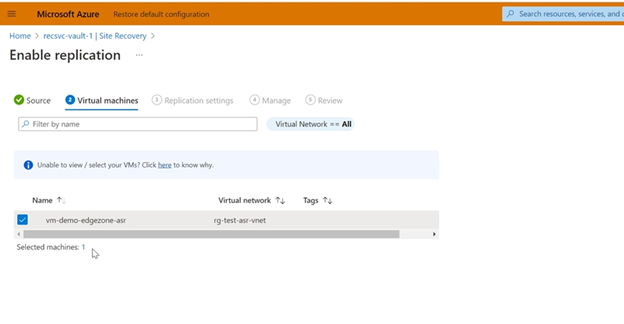 Microsoft Azure Restore default configuration Search resources, services, and
Home > recsvc-vault-1 | Site Recovery >
Enable replication ...
Source 2 Virtual machines 3 Replication settings 4 Manage 5 Review
Filter by name Virtual Network == All
Unable to view / select your VMs? Click here to know why.
Name ↑↓ Virtual network ↑↓ Tags ↑↓
vm-demo-edgezone-asr rg-test-asr-vnet
Selected machines: 1